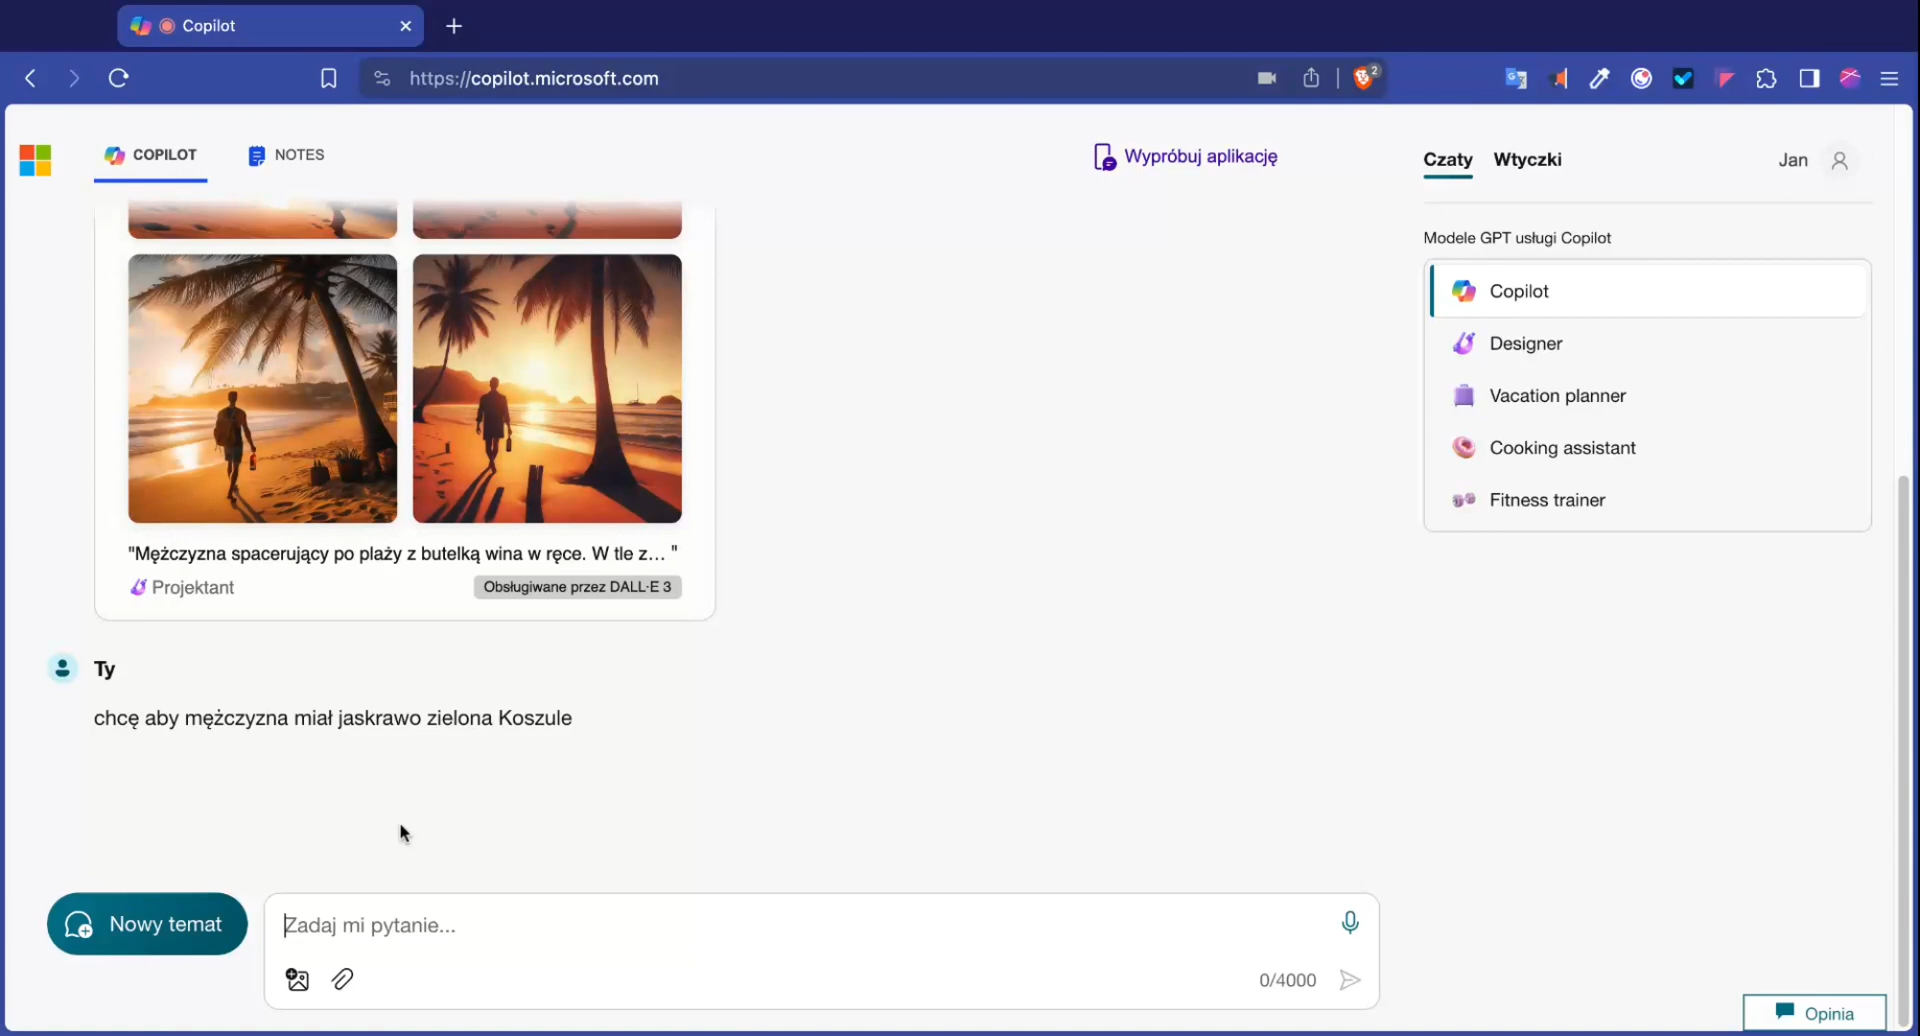 Copilot
https://copilot.microsoft.com
2
COPILOT
NOTES
Wypróbuj aplikację
Czaty
Wtyczki
Jan
Modele GPT usługi Copilot
Copilot
Designer
Vacation planner
Cooking assistant
Fitness trainer
"Mężczyzna spacerujący po plaży z butelką wina w ręce. W tle z... "
Projektant
Obsługiwane przez DALL·E 3
Ty
chcę aby mężczyzna miał jaskrawo zielona Koszule
Nowy temat
Zadaj mi pytanie...
0/4000
Opinia